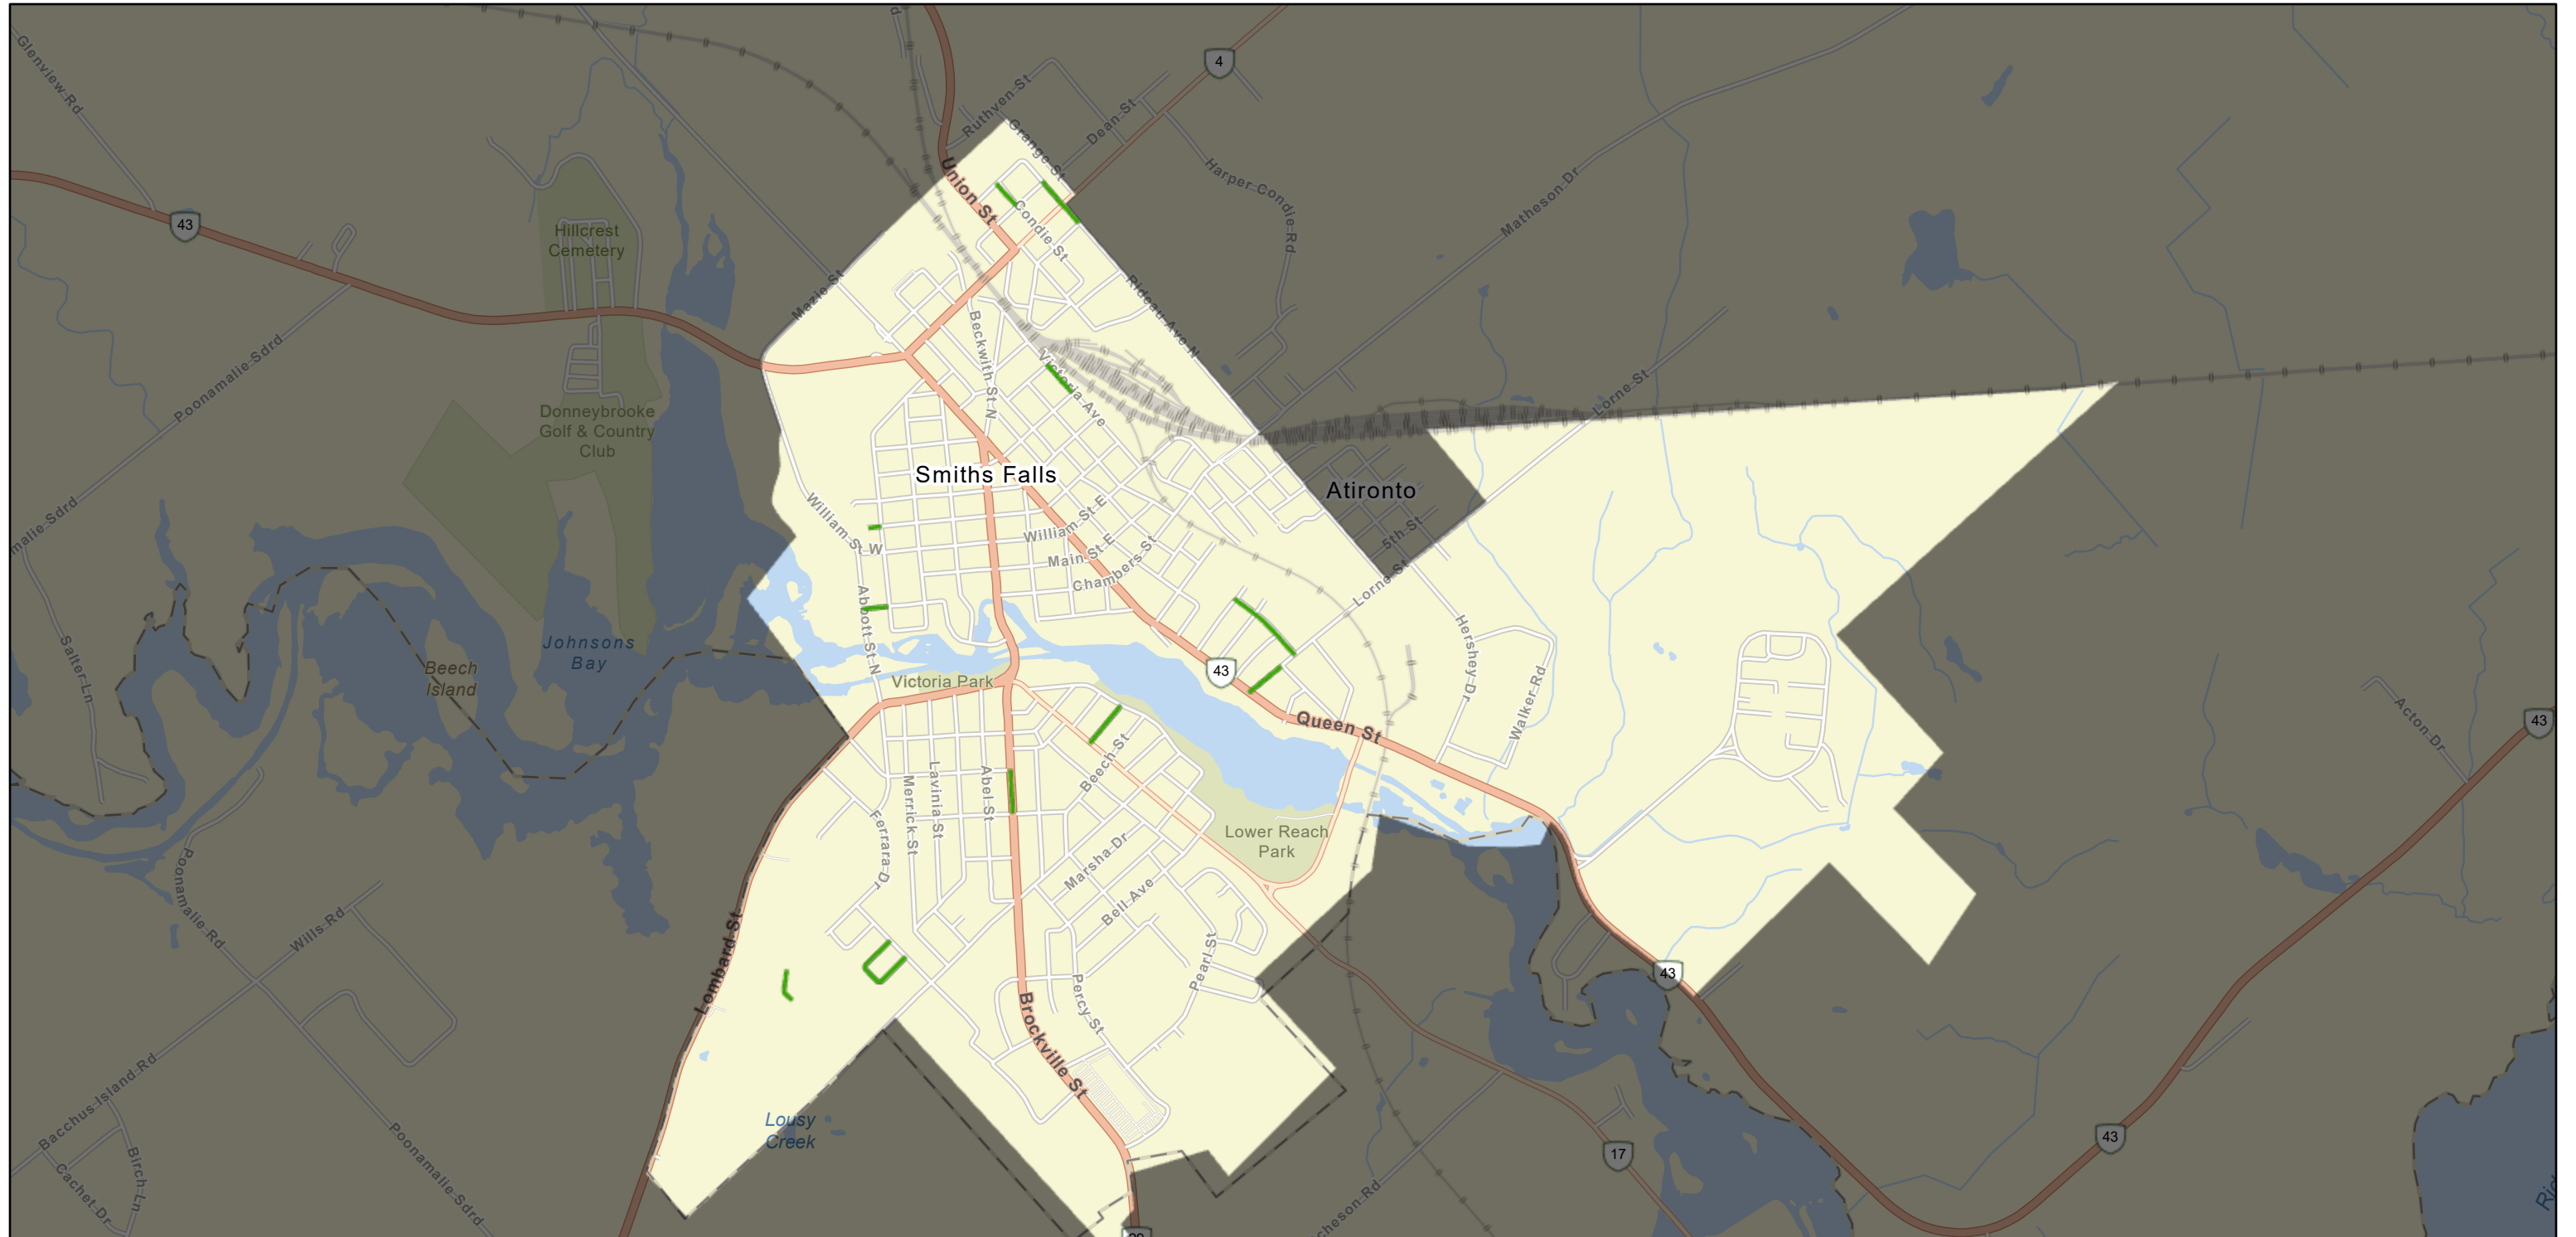 Glenview Rd
4
Ruthven St
Grange St
Dean St
Union St
Harper Condie Rd
Matheson Dr
43
Hillcrest
Cemetery
Condie St
Mazie St
Rideau Ave N
Poonamalie Sdrd
Beckwith St N
Victoria Ave
Lorne St
Donneybrooke
Golf & Country
Club
Smiths Falls
Atironto
malie Sdrd
William St W
William St E
Main St E
Chambers St
5th St
Lorne St
Abbott St N
Hershey Dr
Walker Rd
Johnsons
Bay
Beech
Island
Salter Ln
Victoria Park
43
Queen St
43
Acton Dr
Beech St
Abel St
Lavinia St
Merrick St
Ferrara Dr
Lower Reach
Park
Marsha Dr
Bell Ave
Poonamalie Rd
Wills Rd
Lombard St
Pearl St
43
Percy St
Brockville St
Bacchus Island Rd
Lousy
Creek
Birch Ln
Cachet Dr
Poonamalie Sdrd
43
17
cheson Rd